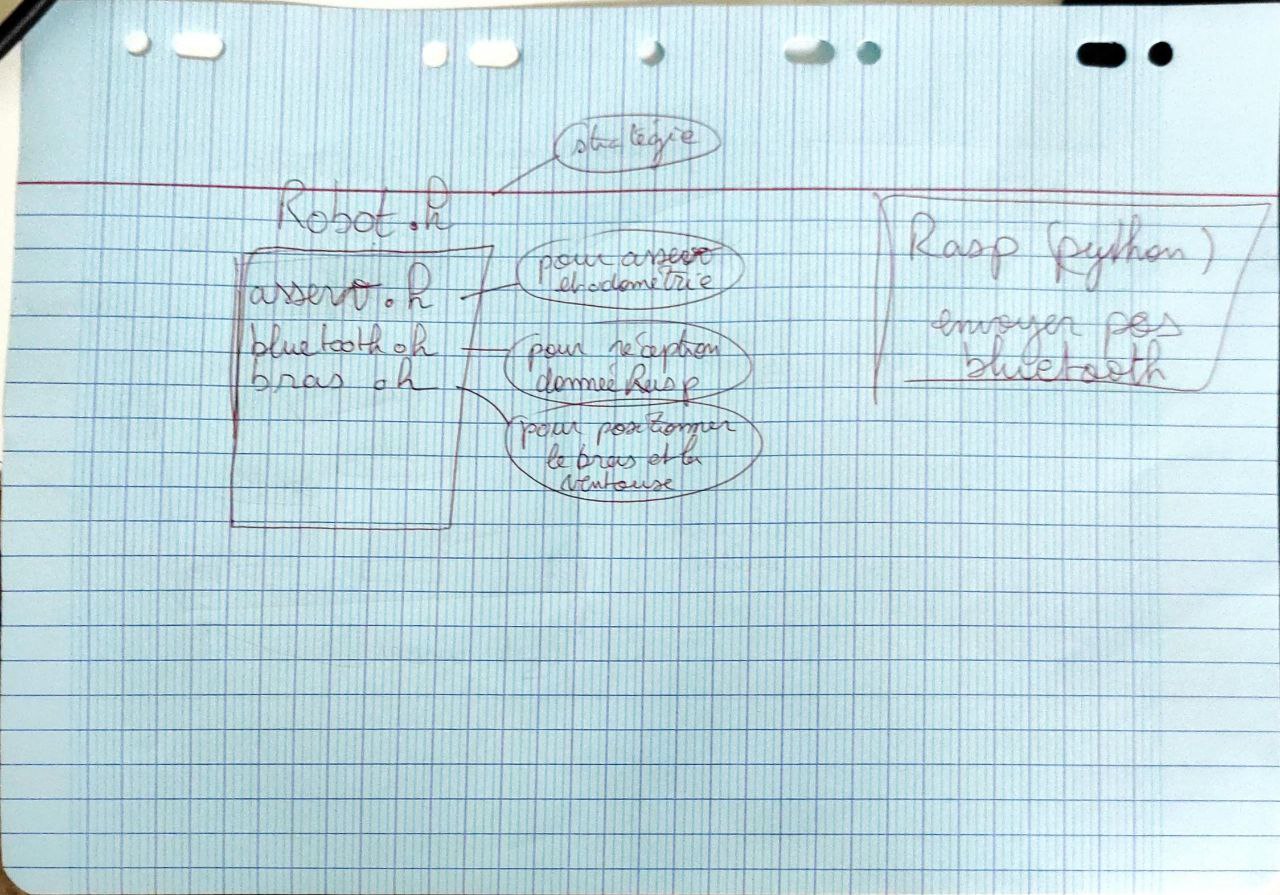 stratégie
Robot.h
asserv.h
pour asserv
et odométrie
bluetooth.h
pour réception
donnée Rasp
bras.h
pour positionner
le bras et la
ventouse
Rasp (python)
envoyer pos
bluetooth